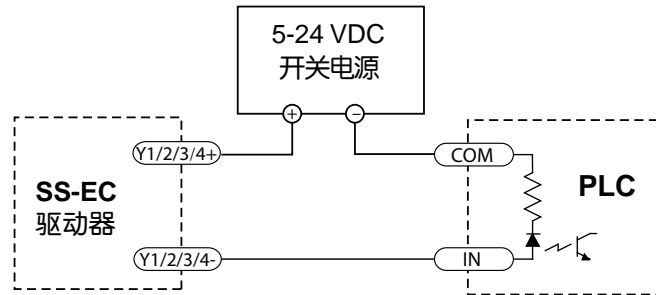 5-24 VDC
开关电源
+ −
Y1/2/3/4+
COM
SS-EC
驱动器
PLC
Y1/2/3/4-
IN